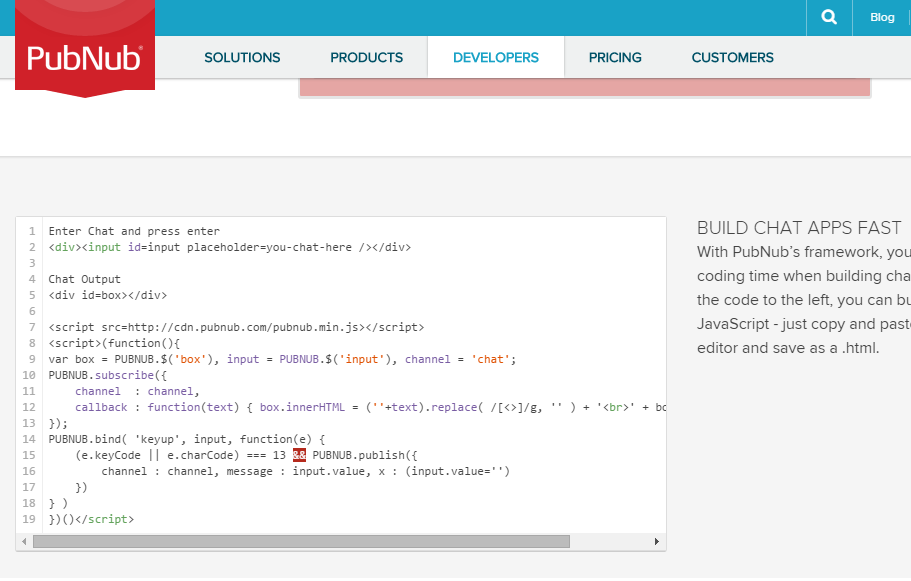 Blog
PubNub®
SOLUTIONS PRODUCTS DEVELOPERS PRICING CUSTOMERS
1 Enter Chat and press enter
2 <div><input id=input placeholder=you-chat-here /></div>
3
4 Chat Output
5 <div id=box></div>
6
7 <script src=http://cdn.pubnub.com/pubnub.min.js></script>
8 <script>(function(){
9 var box = PUBNUB.$('box'), input = PUBNUB.$('input'), channel = 'chat';
10 PUBNUB.subscribe({
11     channel  : channel,
12     callback : function(text) { box.innerHTML = (''+text).replace( /[<>]/g, '' ) + '<br>' +
13 });
14 PUBNUB.bind( 'keyup', input, function(e) {
15     (e.keyCode || e.charCode) === 13 && PUBNUB.publish({
16         channel : channel, message : input.value, x : (input.value='')
17     })
18 } )
19 })()</script>
BUILD CHAT APPS FAST
With PubNub's framework, you
coding time when building cha
the code to the left, you can bu
JavaScript - just copy and past
editor and save as a .html.